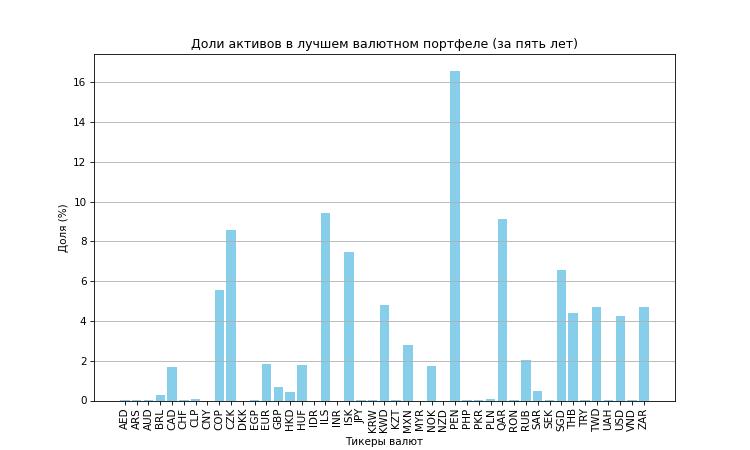 Доли активов в лучшем валютном портфеле (за пять лет)
Доля (%)
16
14
12
10
8
6
4
2
0
AED ARS AUD BRL CAD CHF CLP CNY COP CZK DKK EGP EUR GBP HKD HUF IDR ILS INR ISK JPY KRW KWD KZT MXN MYR NOK NZD PEN PHP PKR PLN QAR RON RUB SAR SEK SGD THB TRY TWD UAH USD VND ZAR
Тикеры валют